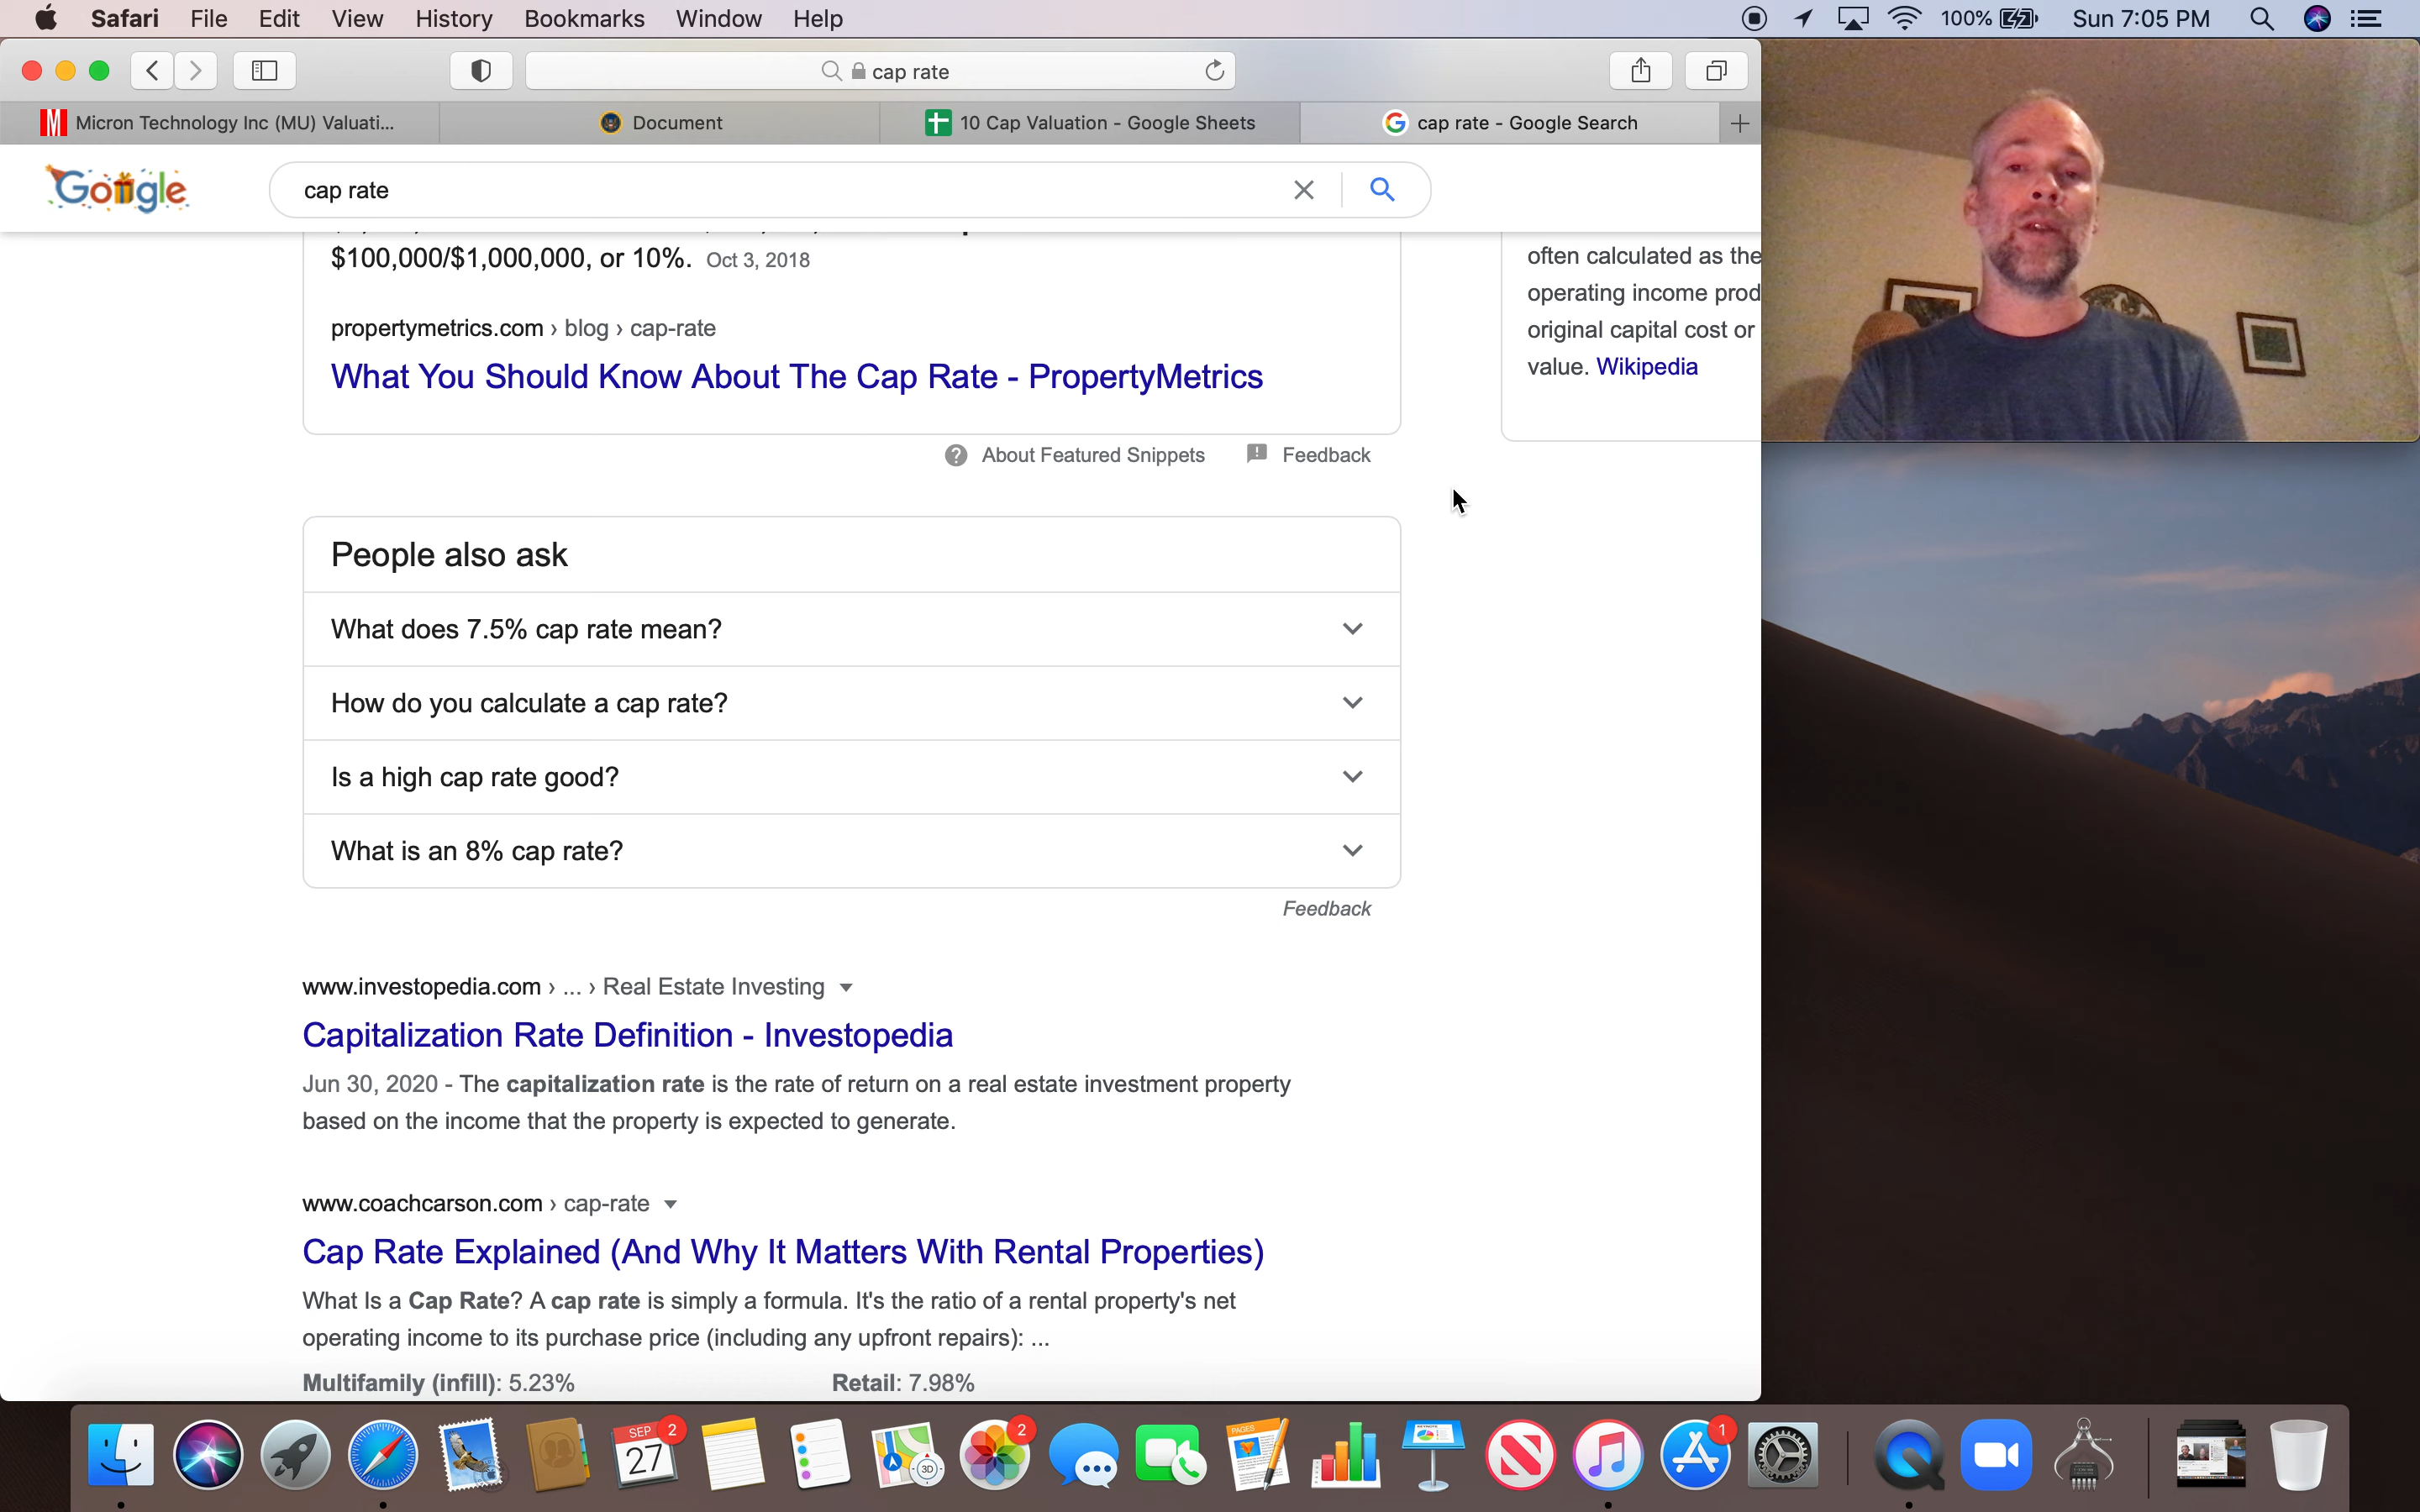 Safari File Edit View History Bookmarks Window Help 100% Sun 7:05 PM
cap rate
Micron Technology Inc (MU) Valuati... Document 10 Cap Valuation - Google Sheets cap rate - Google Search
Google cap rate
$100,000/$1,000,000, or 10%. Oct 3, 2018
propertymetrics.com › blog › cap-rate
What You Should Know About The Cap Rate - PropertyMetrics
often calculated as the
operating income prod
original capital cost or
value. Wikipedia
About Featured Snippets Feedback
People also ask
What does 7.5% cap rate mean?
How do you calculate a cap rate?
Is a high cap rate good?
What is an 8% cap rate?
Feedback
www.investopedia.com › ... › Real Estate Investing
Capitalization Rate Definition - Investopedia
Jun 30, 2020 - The capitalization rate is the rate of return on a real estate investment property
based on the income that the property is expected to generate.
www.coachcarson.com › cap-rate
Cap Rate Explained (And Why It Matters With Rental Properties)
What Is a Cap Rate? A cap rate is simply a formula. It's the ratio of a rental property's net
operating income to its purchase price (including any upfront repairs): ...
Multifamily (infill): 5.23% Retail: 7.98%
SEP 2
27
3D
2
PAGES
1